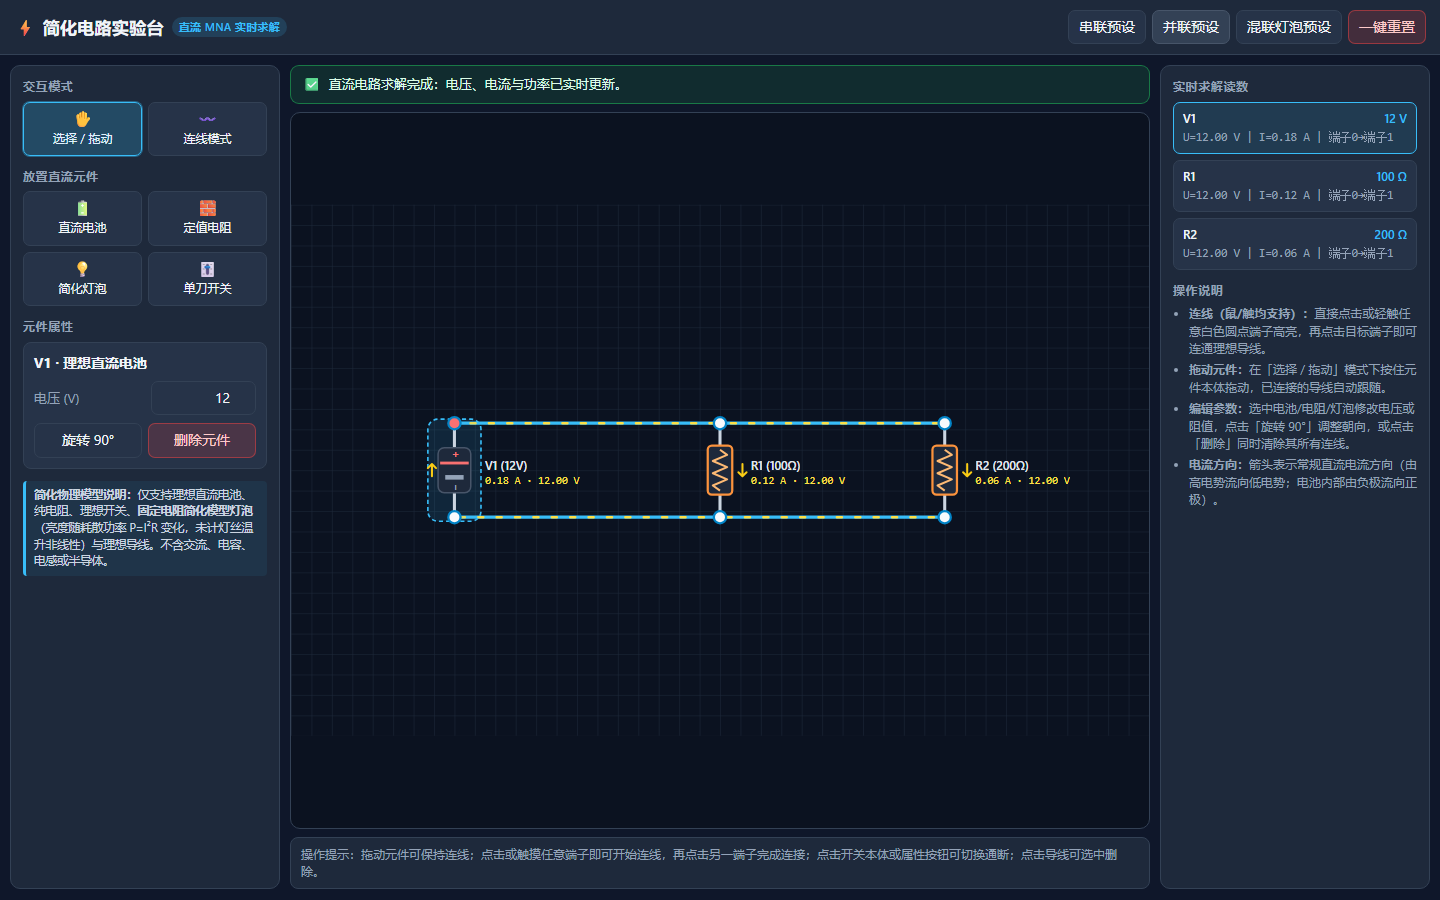 简化电路实验台
直流 MNA 实时求解
串联预设
并联预设
混联灯泡预设
一键重置
交互模式
选择 / 拖动
连线模式
放置直流元件
直流电池
定值电阻
简化灯泡
单刀开关
元件属性
V1 · 理想直流电池
电压 (V)
12
旋转 90°
删除元件
简化物理模型说明：仅支持理想直流电池、
纯电阻、理想开关、固定电阻简化模型灯泡
（亮度随耗散功率 P=I²R 变化，未计灯丝温
升非线性）与理想导线。不含交流、电容、
电感或半导体。
直流电路求解完成：电压、电流与功率已实时更新。
V1 (12V)
0.18 A · 12.00 V
R1 (100Ω)
0.12 A · 12.00 V
R2 (200Ω)
0.06 A · 12.00 V
操作提示：拖动元件可保持连线；点击或触摸任意端子即可开始连线，再点击另一端子完成连接；点击开关本体或属性按钮可切换通断；点击导线可选中删
除。
实时求解读数
V1
12 V
U=12.00 V | I=0.18 A | 端子0→端子1
R1
100 Ω
U=12.00 V | I=0.12 A | 端子0→端子1
R2
200 Ω
U=12.00 V | I=0.06 A | 端子0→端子1
操作说明
• 连线（鼠/触均支持）：直接点击或轻触任
意白色圆点端子高亮，再点击目标端子即可
连通理想导线。
• 拖动元件：在「选择 / 拖动」模式下按住元
件本体拖动，已连接的导线自动跟随。
• 编辑参数：选中电池/电阻/灯泡修改电压或
阻值，点击「旋转 90°」调整朝向，或点击
「删除」同时清除其所有连线。
• 电流方向：箭头表示常规直流电流方向（由
高电势流向低电势；电池内部由负极流向正
极）。